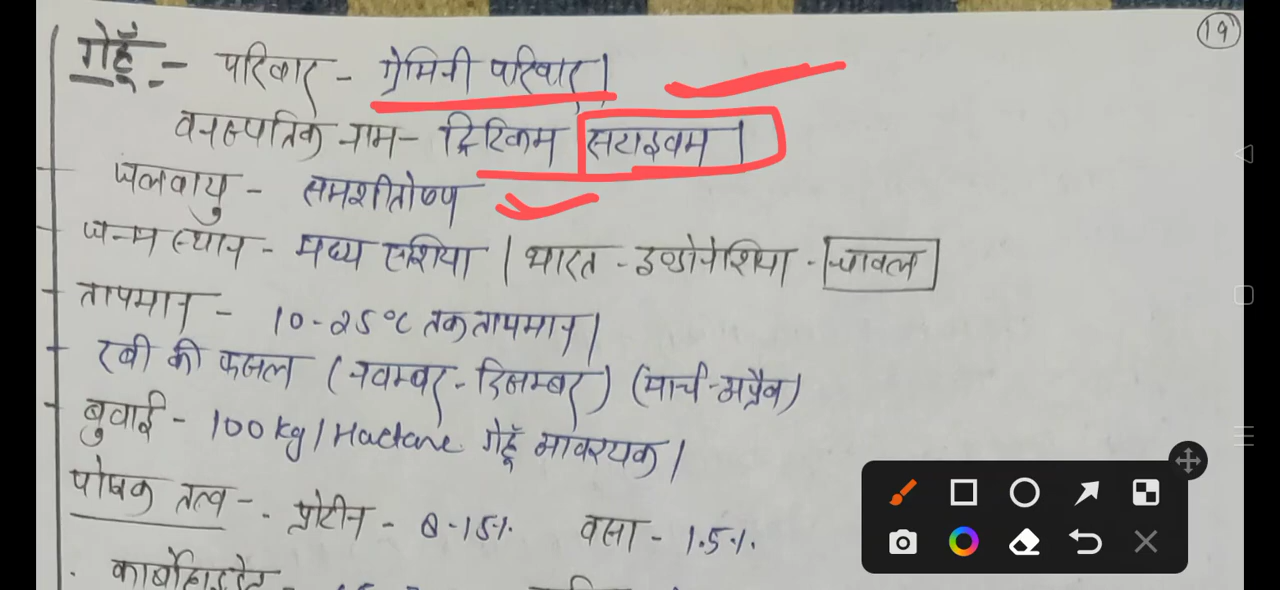 19
गेहूँ :- परिवार - ग्रेमिनी परिवार।
वनस्पतिक नाम - ट्रिटिकम सटाइवम।
जलवायु - समशीतोष्ण
जन्म स्थान - मध्य एशिया | भारत - इण्डोनेशिया - चावल
तापमान - 10-25°C तक तापमान।
रबी की फसल (नवम्बर - दिसम्बर) (मार्च-अप्रैल)
बुवाई - 100 kg / Hactare गेहूँ आवश्यक।
पोषक तत्व - . प्रोटीन - 8-15% वसा - 1.5%.
. कार्बोहाइड्रेट -